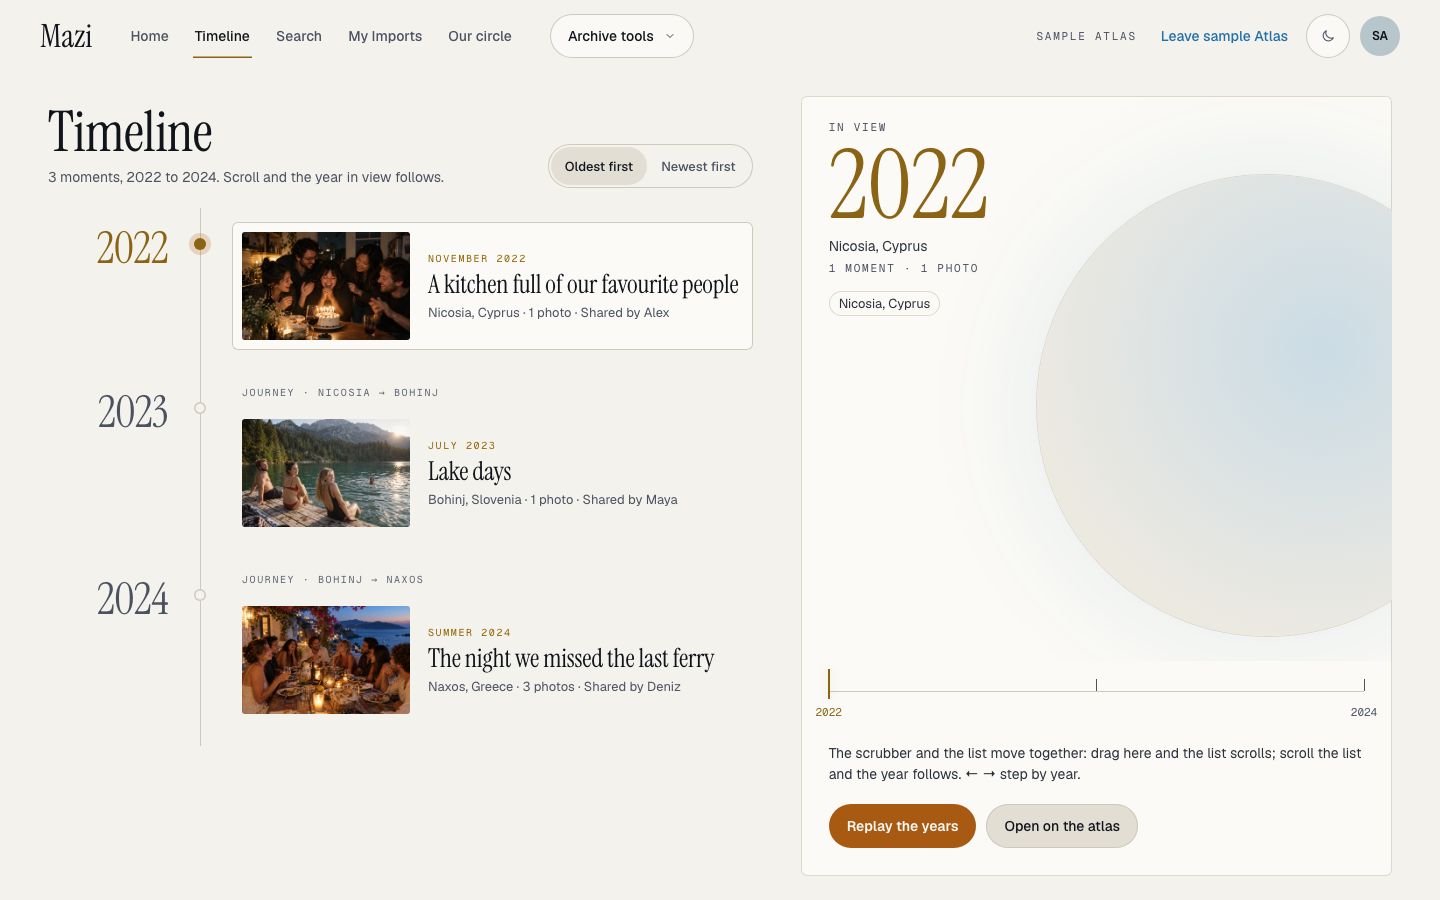 Mazi
Home
Timeline
Search
My Imports
Our circle
Archive tools
SAMPLE ATLAS
Leave sample Atlas
SA
Timeline
3 moments, 2022 to 2024. Scroll and the year in view follows.
Oldest first
Newest first
2022
NOVEMBER 2022
A kitchen full of our favourite people
Nicosia, Cyprus · 1 photo · Shared by Alex
2023
JOURNEY · NICOSIA → BOHINJ
JULY 2023
Lake days
Bohinj, Slovenia · 1 photo · Shared by Maya
2024
JOURNEY · BOHINJ → NAXOS
SUMMER 2024
The night we missed the last ferry
Naxos, Greece · 3 photos · Shared by Deniz
IN VIEW
2022
Nicosia, Cyprus
1 MOMENT · 1 PHOTO
Nicosia, Cyprus
2022
2024
The scrubber and the list move together: drag here and the list scrolls; scroll the list
and the year follows. ← → step by year.
Replay the years
Open on the atlas